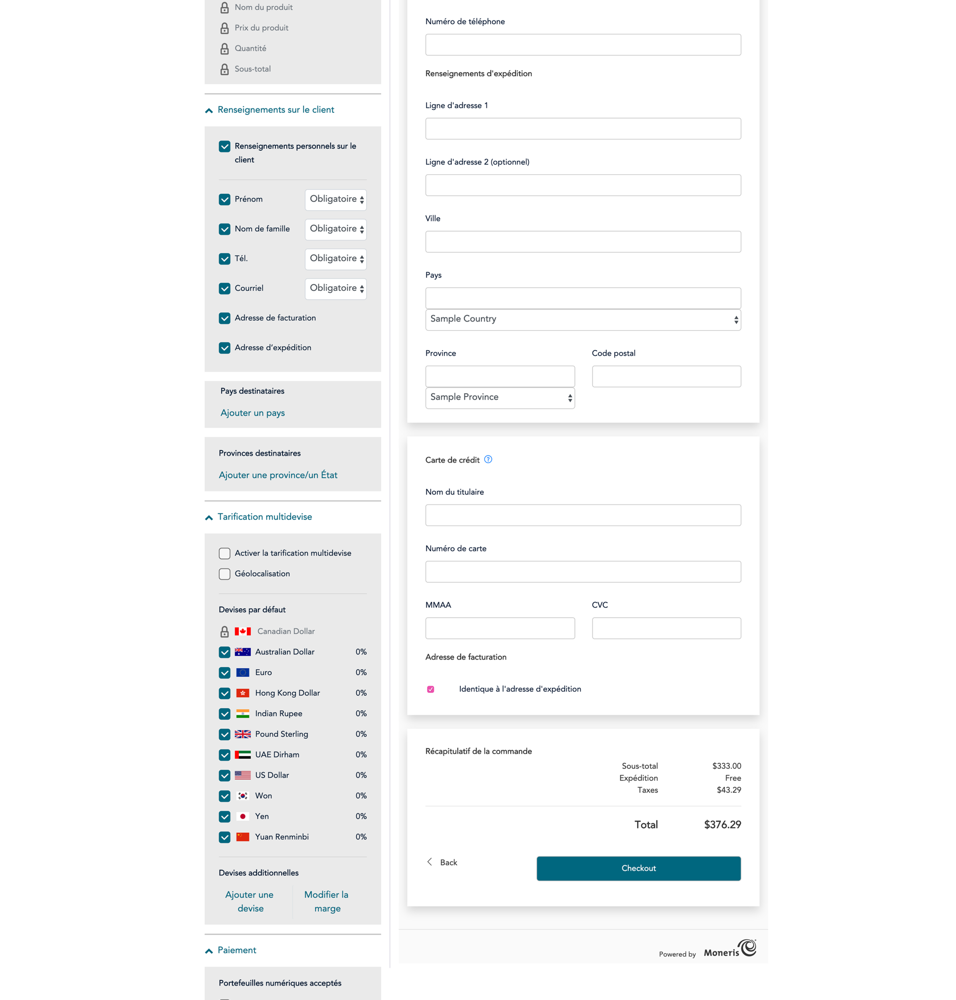 Nom du produit
Prix du produit
Quantité
Sous-total
Renseignements sur le client
Renseignements personnels sur le
client
Prénom
Obligatoire
Nom de famille
Obligatoire
Tél.
Obligatoire
Courriel
Obligatoire
Adresse de facturation
Adresse d’expédition
Pays destinataires
Ajouter un pays
Provinces destinataires
Ajouter une province/un État
Tarification multidevise
Activer la tarification multidevise
Géolocalisation
Devises par défaut
Canadian Dollar
Australian Dollar 0%
Euro 0%
Hong Kong Dollar 0%
Indian Rupee 0%
Pound Sterling 0%
UAE Dirham 0%
US Dollar 0%
Won 0%
Yen 0%
Yuan Renminbi 0%
Devises additionnelles
Ajouter une
devise
Modifier la
marge
Paiement
Portefeuilles numériques acceptés
Numéro de téléphone
Renseignements d'expédition
Ligne d'adresse 1
Ligne d'adresse 2 (optionnel)
Ville
Pays
Sample Country
Province
Code postal
Sample Province
Carte de crédit ?
Nom du titulaire
Numéro de carte
MMAA
CVC
Adresse de facturation
Identique à l'adresse d'expédition
Récapitulatif de la commande
Sous-total $333.00
Expédition Free
Taxes $43.29
Total $376.29
Back
Checkout
Powered by Moneris